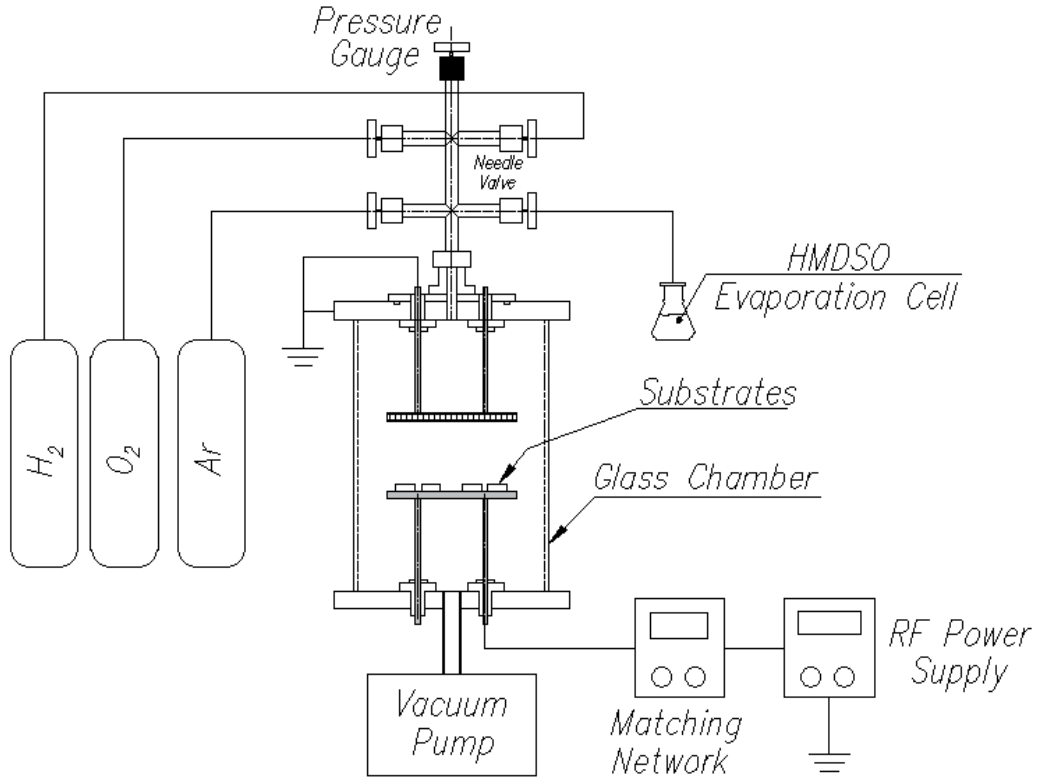 Pressure
Gauge
Needle
Valve
HMDSO
Evaporation Cell
Substrates
Glass Chamber
H2
O2
Ar
RF Power
Supply
Matching
Network
Vacuum
Pump